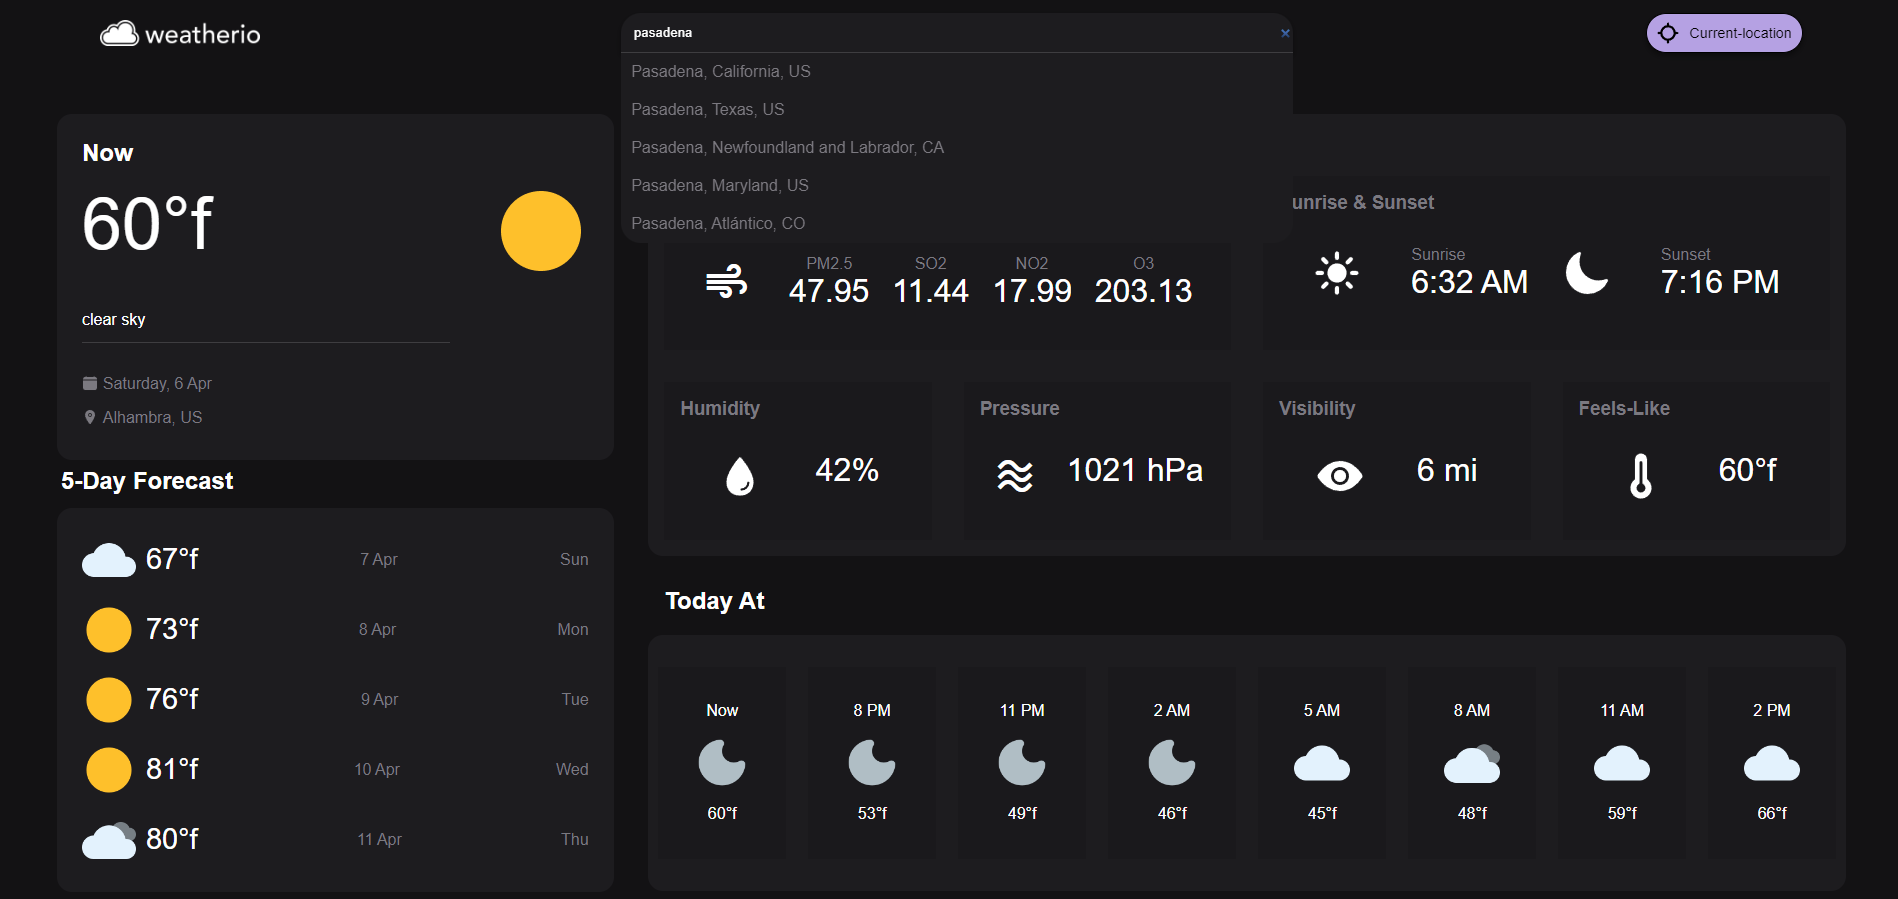 weatherio
pasadena
Current-location
Pasadena, California, US
Pasadena, Texas, US
Pasadena, Newfoundland and Labrador, CA
Pasadena, Maryland, US
Pasadena, Atlántico, CO
Now
60°f
clear sky
Saturday, 6 Apr
Alhambra, US
5-Day Forecast
67°f 7 Apr Sun
73°f 8 Apr Mon
76°f 9 Apr Tue
81°f 10 Apr Wed
80°f 11 Apr Thu
PM2.5 SO2 NO2 O3
47.95 11.44 17.99 203.13
unrise & Sunset
Sunrise Sunset
6:32 AM 7:16 PM
Humidity
42%
Pressure
1021 hPa
Visibility
6 mi
Feels-Like
60°f
Today At
Now 8 PM 11 PM 2 AM 5 AM 8 AM 11 AM 2 PM
60°f 53°f 49°f 46°f 45°f 48°f 59°f 66°f